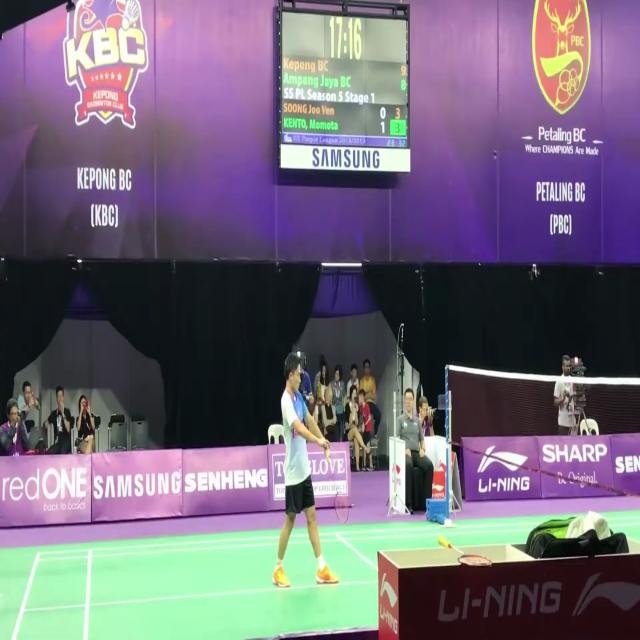 KBC
KEPONG
BADMINTON CLUB
KEPONG BC
(KBC)
17:16
Kepong BC 9
Ampang Jaya BC 8
SS PL Season 5 Stage 1
SOONG Joo Ven 0 3
KENTO, Momota 1 3
SAMSUNG
PBC
Petaling BC
Where CHAMPIONS Are Made
PETALING BC
(PBC)
redONE
back to basics
SAMSUNG
SENHENG
LI-NING
SHARP
Be Original.
LI-NING